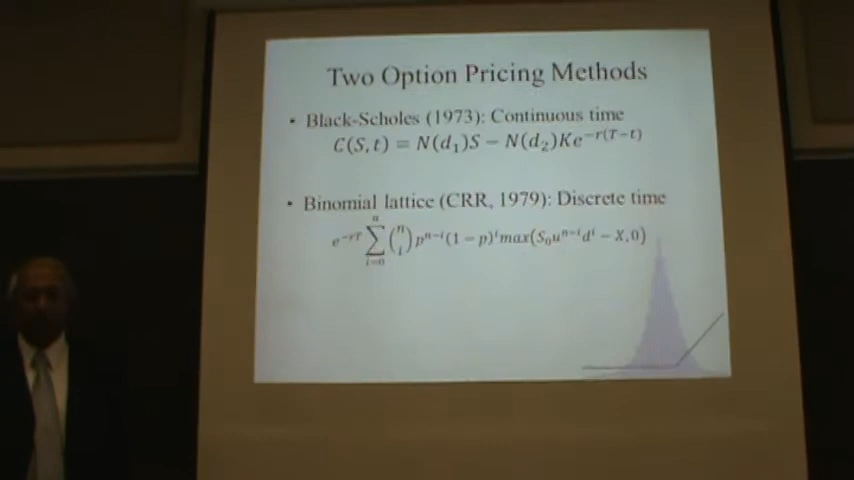 Two Option Pricing Methods
• Black-Scholes (1973): Continuous time
C(S, t) = N(d₁)S − N(d₂)Ke^{−r(T−t)}
• Binomial lattice (CRR, 1979): Discrete time
e^{−rT} ∑_{i=0}^{n} \binom{n}{i} p^{n−i}(1 − p)^i max(S₀u^{n−i}d^i − X, 0)